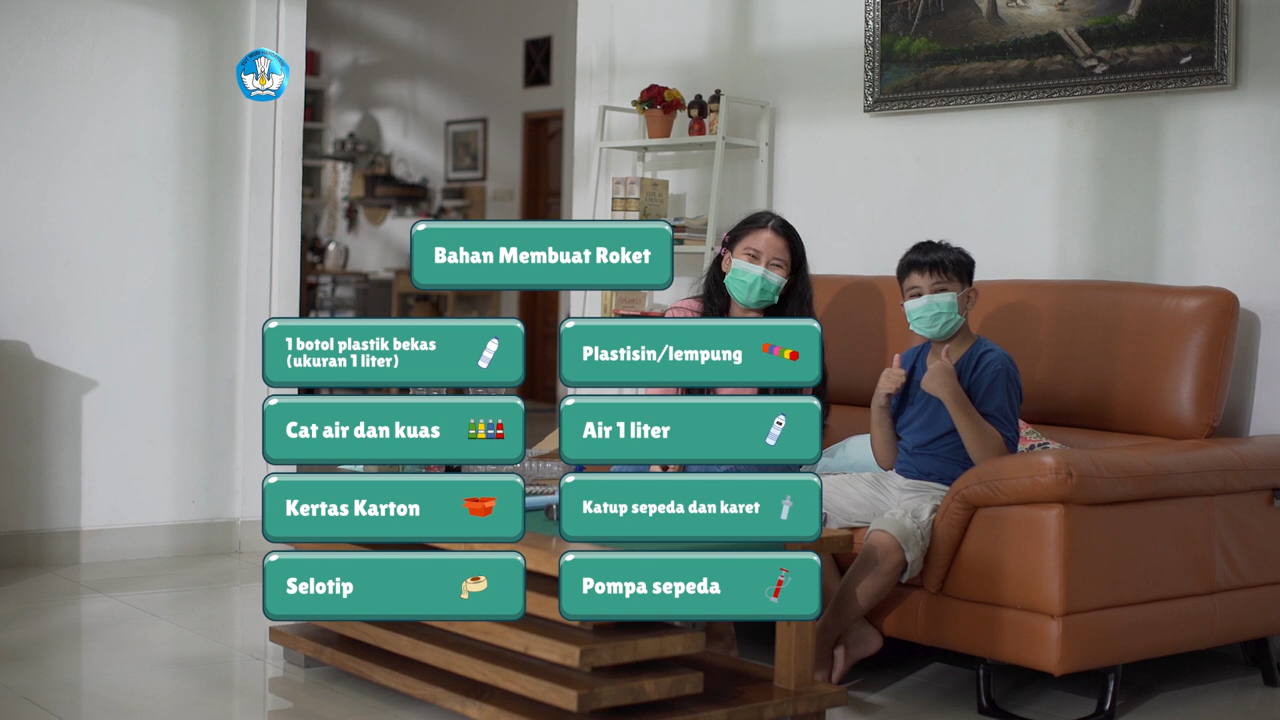 Bahan Membuat Roket
1 botol plastik bekas
(ukuran 1 liter)
Plastisin/lempung
Cat air dan kuas
Air 1 liter
Kertas Karton
Katup sepeda dan karet
Selotip
Pompa sepeda